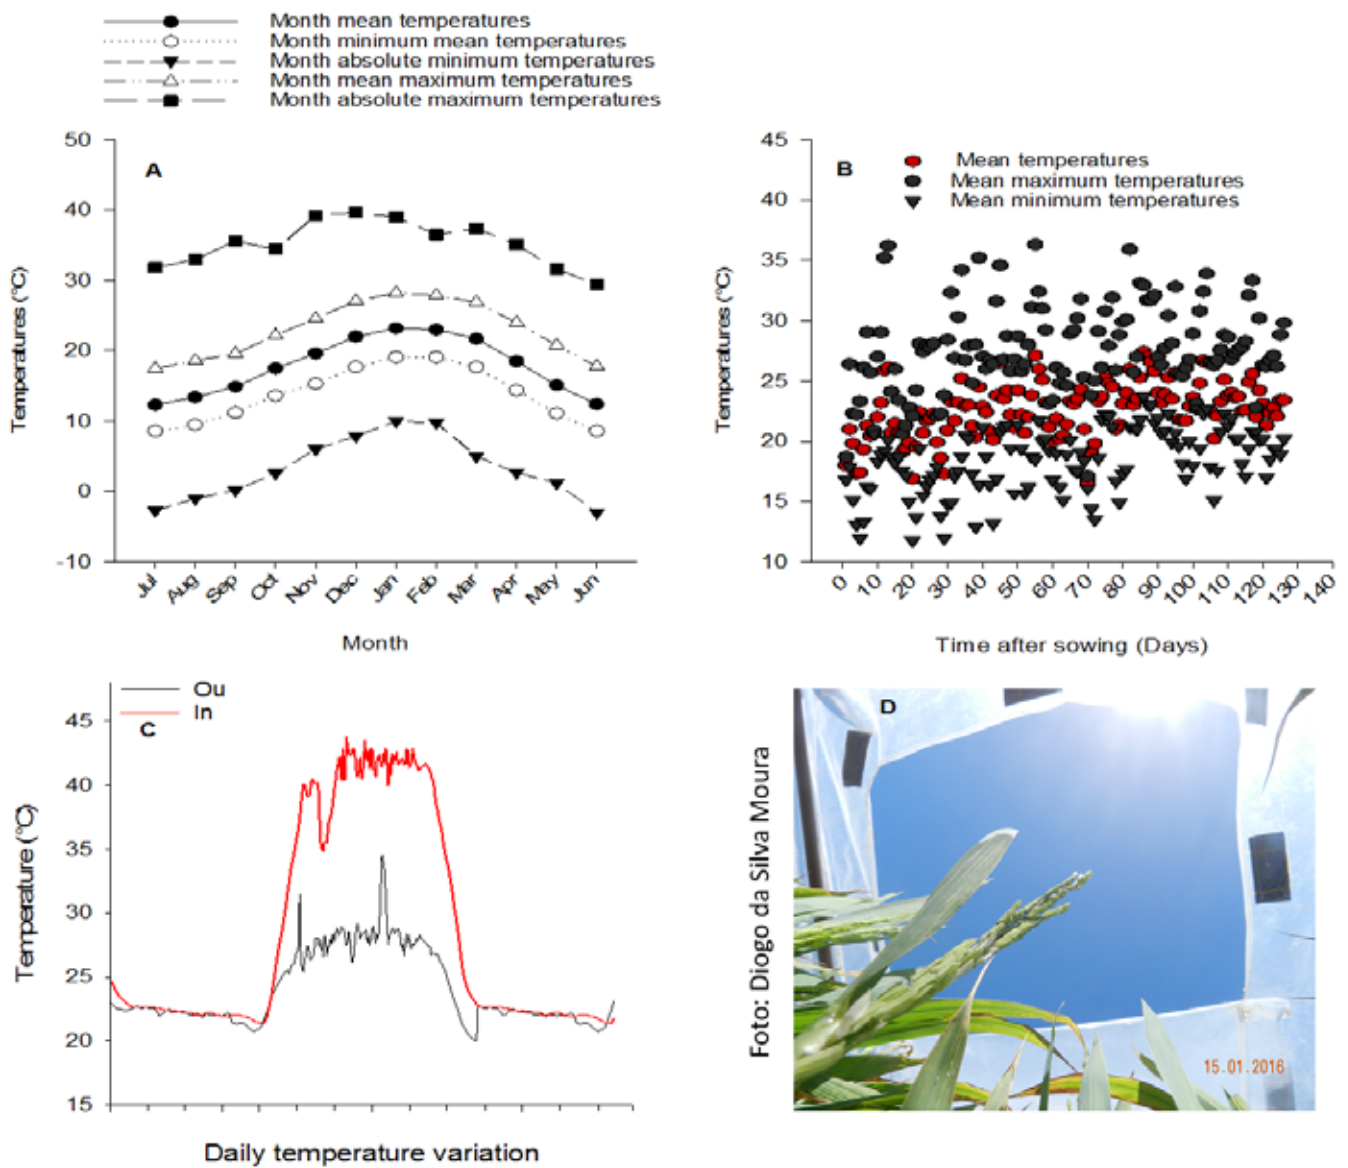 Month mean temperatures
Month minimum mean temperatures
Month absolute minimum temperatures
Month mean maximum temperatures
Month absolute maximum temperatures
A
50
40
30
20
10
0
-10
Temperatures (°C)
Jul Aug Sep Oct Nov Dec Jan Feb Mar Apr May Jun
Month
B
Mean temperatures
Mean maximum temperatures
Mean minimum temperatures
45
40
35
30
25
20
15
10
Temperatures (°C)
0 10 20 30 40 50 60 70 80 90 100 110 120 130 140
Time after sowing (Days)
Ou
In
C
45
40
35
30
25
20
15
Temperature (°C)
Daily temperature variation
D
Foto: Diogo da Silva Moura
15.01.2016